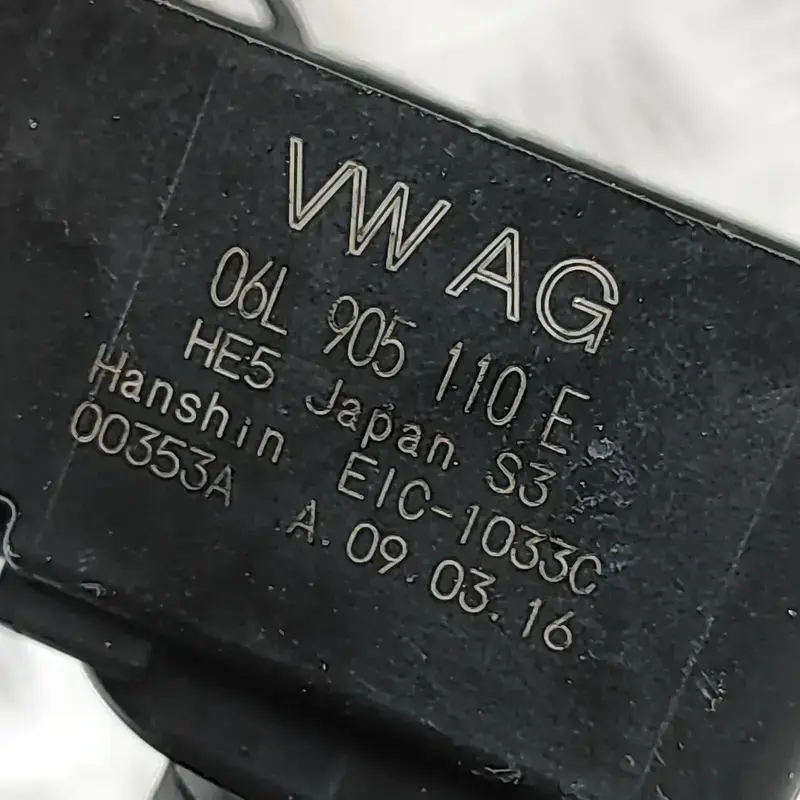 VW AG
06L 905 110 E
HE5 Japan S3
Hanshin EIC-1033C
00353A A.09.03.16